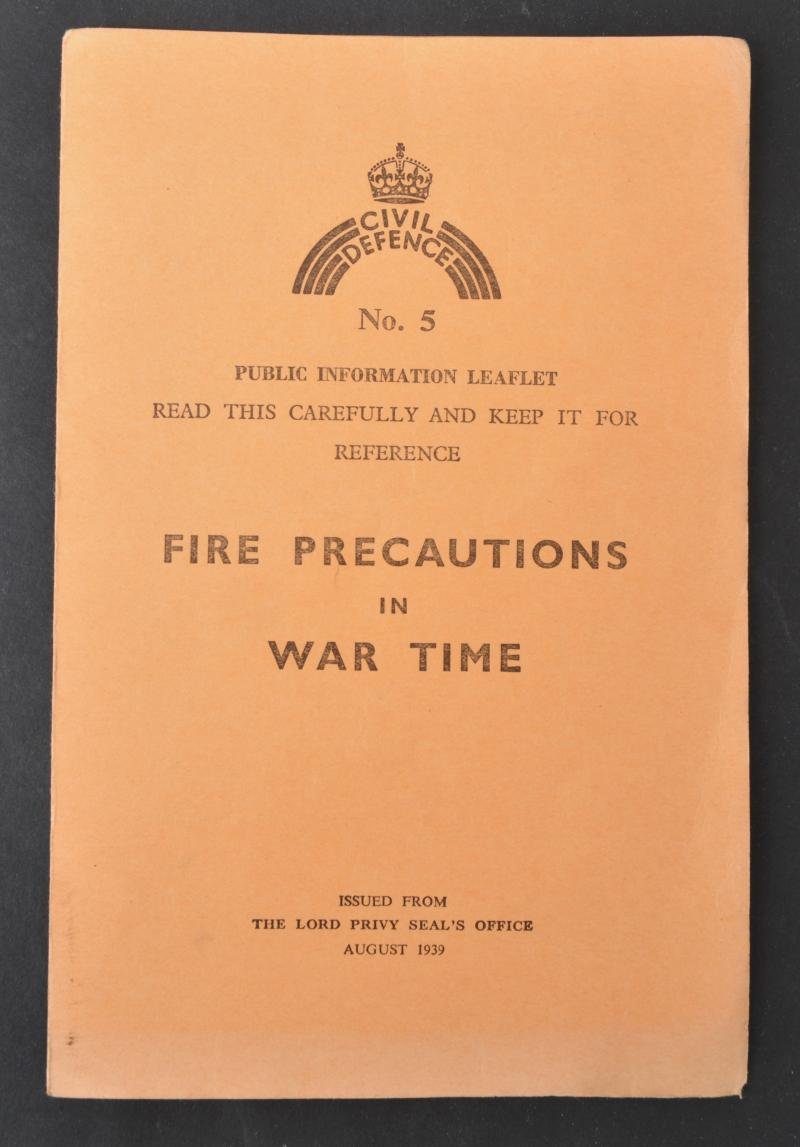 CIVIL
DEFENCE
No. 5
PUBLIC INFORMATION LEAFLET
READ THIS CAREFULLY AND KEEP IT FOR
REFERENCE
FIRE PRECAUTIONS
IN
WAR TIME
ISSUED FROM
THE LORD PRIVY SEAL'S OFFICE
AUGUST 1939